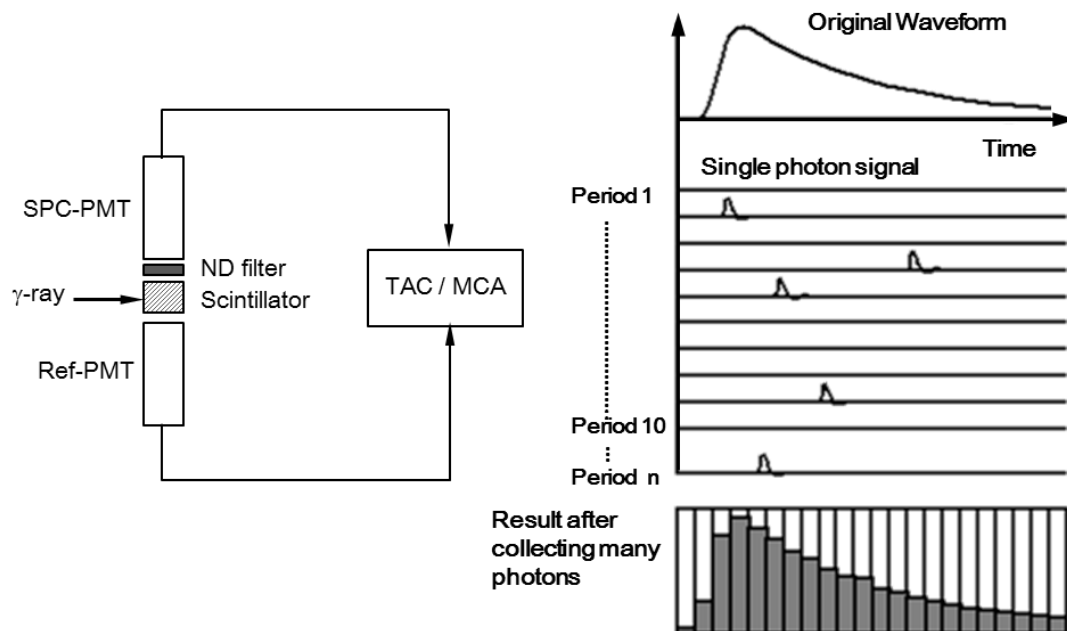 SPC-PMT
ND filter
γ-ray
Scintillator
Ref-PMT
TAC / MCA
Original Waveform
Time
Single photon signal
Period 1
Period 10
Period n
Result after
collecting many
photons